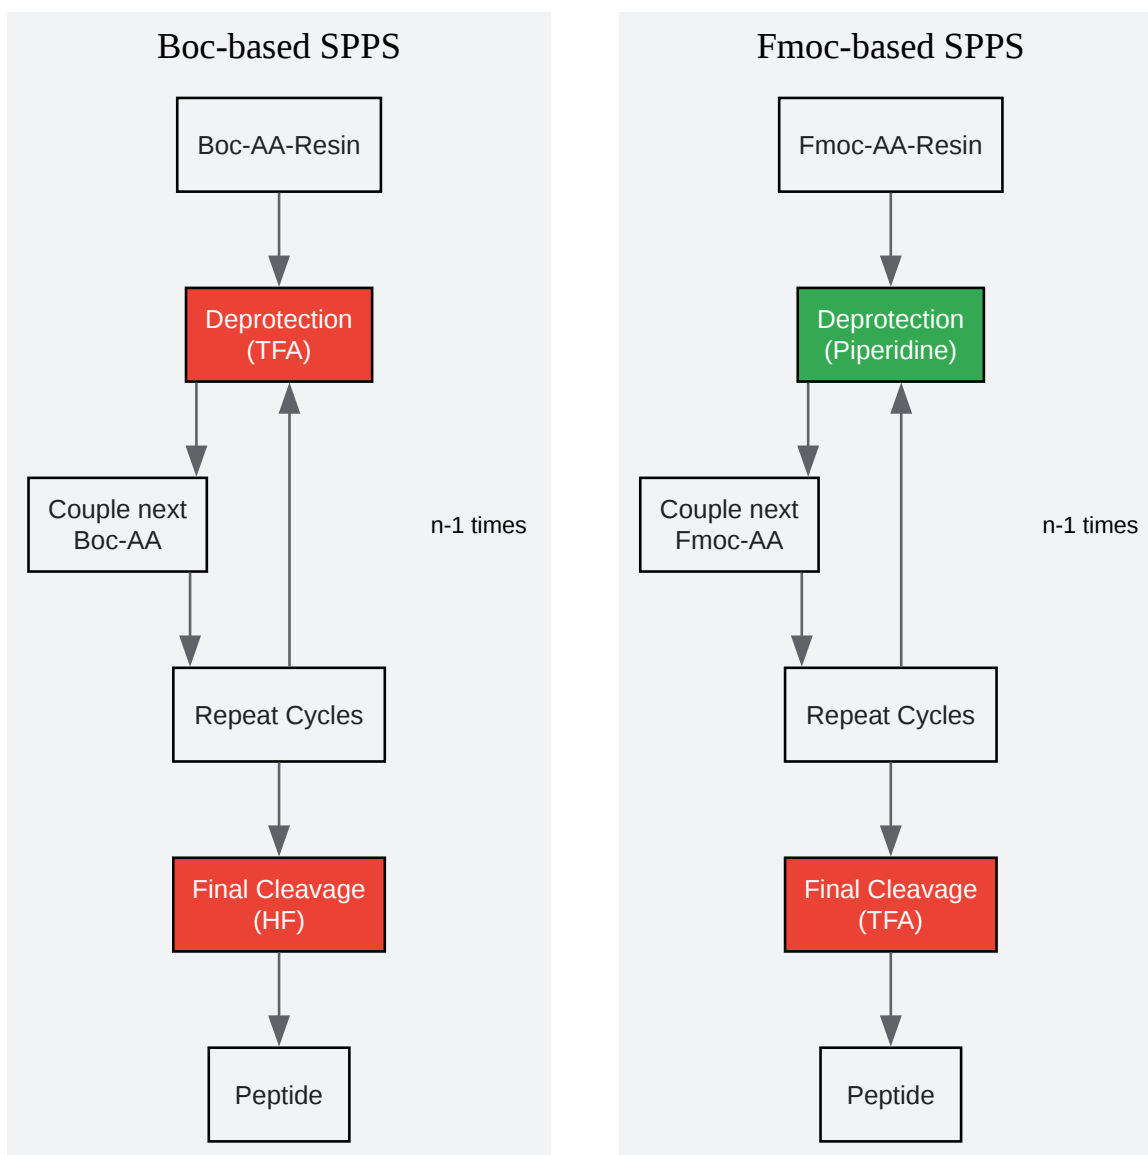 Boc-based SPPS
Boc-AA-Resin
Deprotection
(TFA)
Couple next
Boc-AA
n-1 times
Repeat Cycles
Final Cleavage
(HF)
Peptide
Fmoc-based SPPS
Fmoc-AA-Resin
Deprotection
(Piperidine)
Couple next
Fmoc-AA
n-1 times
Repeat Cycles
Final Cleavage
(TFA)
Peptide